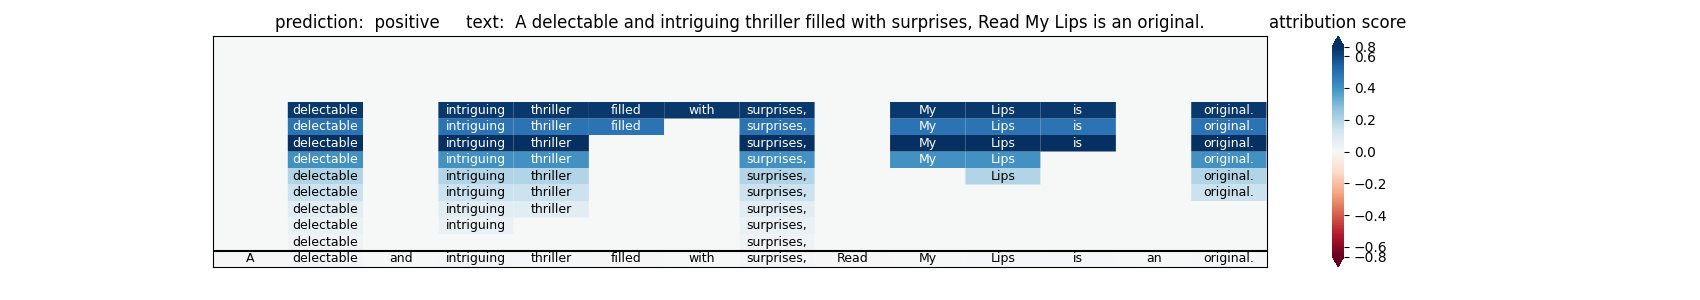 prediction:  positive     text:  A delectable and intriguing thriller filled with surprises, Read My Lips is an original.
attribution score
delectable intriguing thriller filled with surprises, My Lips is original.
delectable intriguing thriller filled surprises, My Lips is original.
delectable intriguing thriller surprises, My Lips is original.
delectable intriguing thriller surprises, My Lips original.
delectable intriguing thriller surprises, Lips original.
delectable intriguing thriller surprises, original.
delectable intriguing thriller surprises,
delectable intriguing surprises,
delectable surprises,
A delectable and intriguing thriller filled with surprises, Read My Lips is an original.
0.8
0.6
0.4
0.2
0.0
−0.2
−0.4
−0.6
−0.8